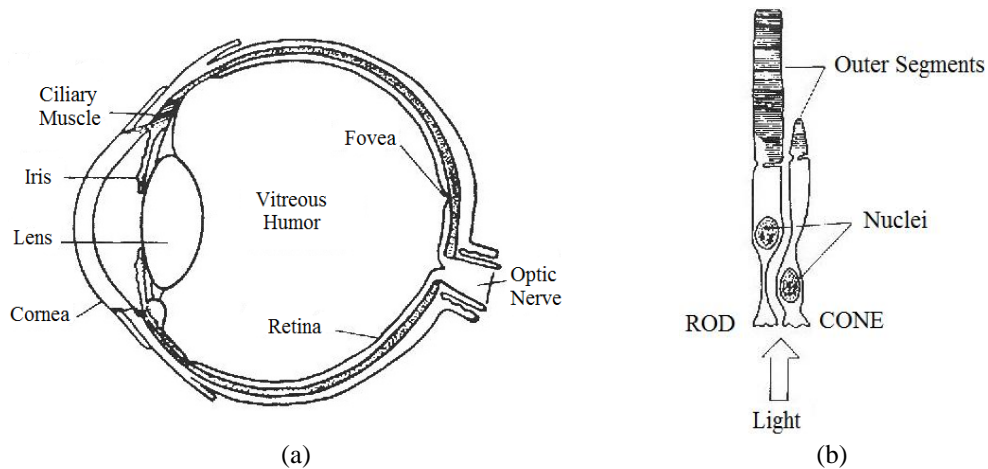 Ciliary
Muscle
Iris
Lens
Cornea
Vitreous
Humor
Fovea
Retina
Optic
Nerve
(a)
Outer Segments
Nuclei
ROD
CONE
Light
(b)